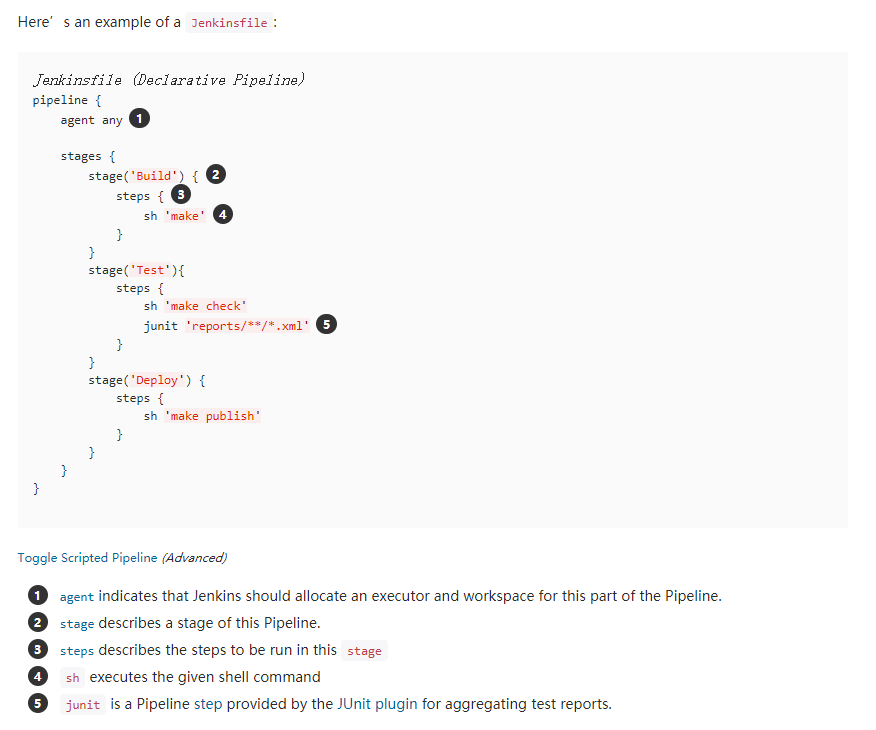 Here’s an example of a Jenkinsfile :
Jenkinsfile (Declarative Pipeline)
pipeline {
    agent any 1
    stages {
        stage('Build') { 2
            steps { 3
                sh 'make' 4
            }
        }
        stage('Test'){
            steps {
                sh 'make check'
                junit 'reports/**/*.xml' 5
            }
        }
        stage('Deploy') {
            steps {
                sh 'make publish'
            }
        }
    }
}
Toggle Scripted Pipeline (Advanced)
1 agent indicates that Jenkins should allocate an executor and workspace for this part of the Pipeline.
2 stage describes a stage of this Pipeline.
3 steps describes the steps to be run in this stage
4 sh executes the given shell command
5 junit is a Pipeline step provided by the JUnit plugin for aggregating test reports.